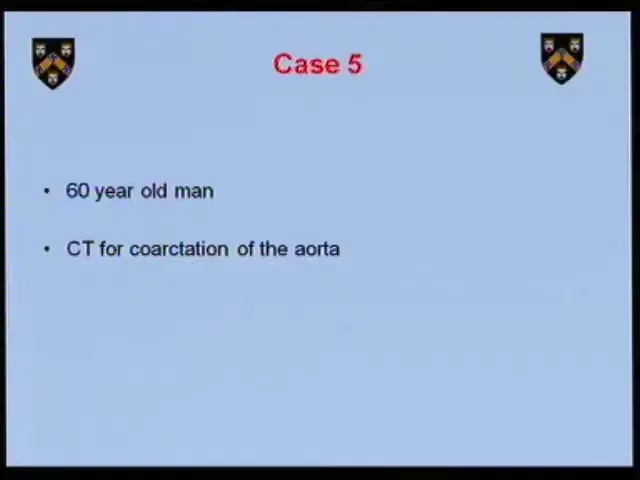 Case 5
• 60 year old man
• CT for coarctation of the aorta